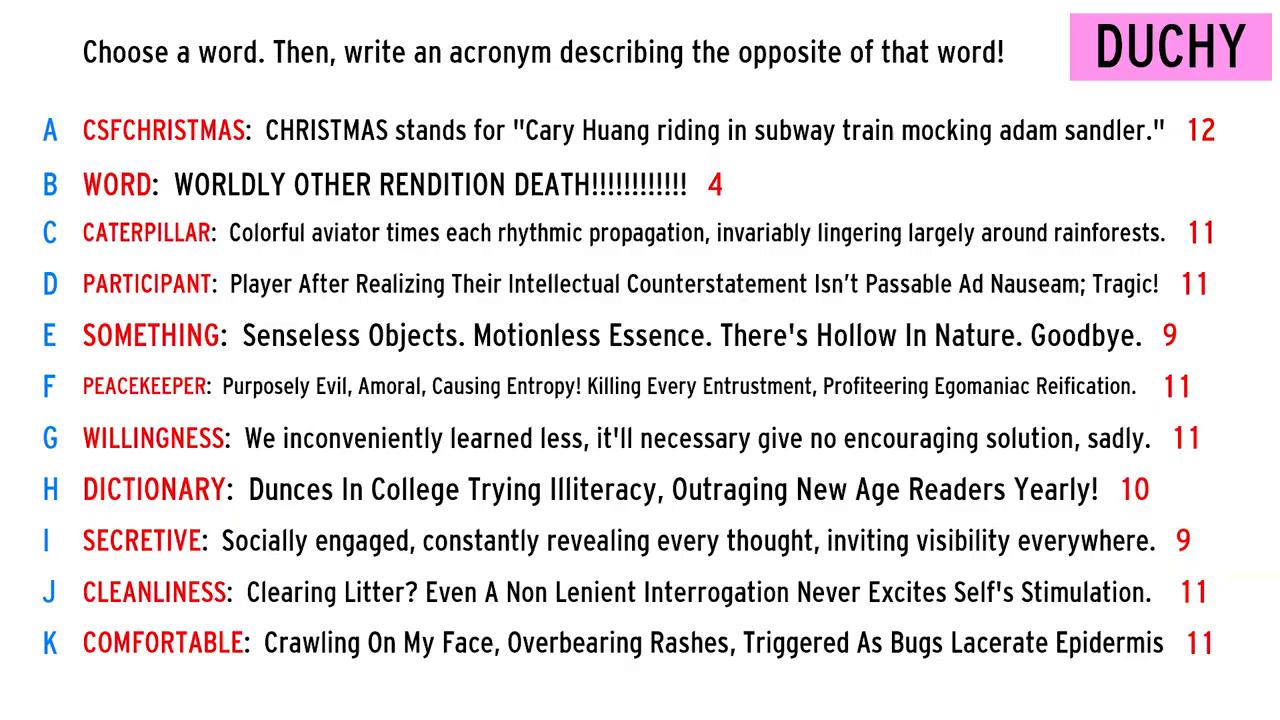 Choose a word. Then, write an acronym describing the opposite of that word!
DUCHY
A CSFCHRISTMAS: CHRISTMAS stands for "Cary Huang riding in subway train mocking adam sandler." 12
B WORD: WORLDLY OTHER RENDITION DEATH!!!!!!!!!!!! 4
C CATERPILLAR: Colorful aviator times each rhythmic propagation, invariably lingering largely around rainforests. 11
D PARTICIPANT: Player After Realizing Their Intellectual Counterstatement Isn’t Passable Ad Nauseam; Tragic! 11
E SOMETHING: Senseless Objects. Motionless Essence. There's Hollow In Nature. Goodbye. 9
F PEACEKEEPER: Purposely Evil, Amoral, Causing Entropy! Killing Every Entrustment, Profiteering Egomaniac Reification. 11
G WILLINGNESS: We inconveniently learned less, it'll necessary give no encouraging solution, sadly. 11
H DICTIONARY: Dunces In College Trying Illiteracy, Outraging New Age Readers Yearly! 10
I SECRETIVE: Socially engaged, constantly revealing every thought, inviting visibility everywhere. 9
J CLEANLINESS: Clearing Litter? Even A Non Lenient Interrogation Never Excites Self's Stimulation. 11
K COMFORTABLE: Crawling On My Face, Overbearing Rashes, Triggered As Bugs Lacerate Epidermis 11